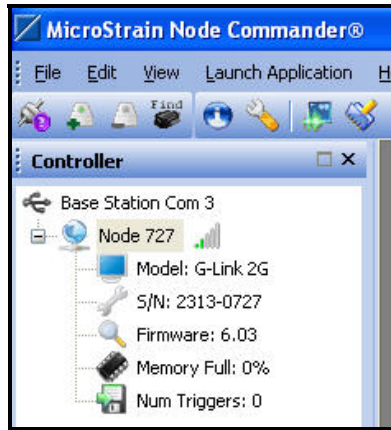 MicroStrain Node Commander®
File Edit View Launch Application H
Find
Controller
Base Station Com 3
Node 727
Model: G-Link 2G
S/N: 2313-0727
Firmware: 6.03
Memory Full: 0%
Num Triggers: 0